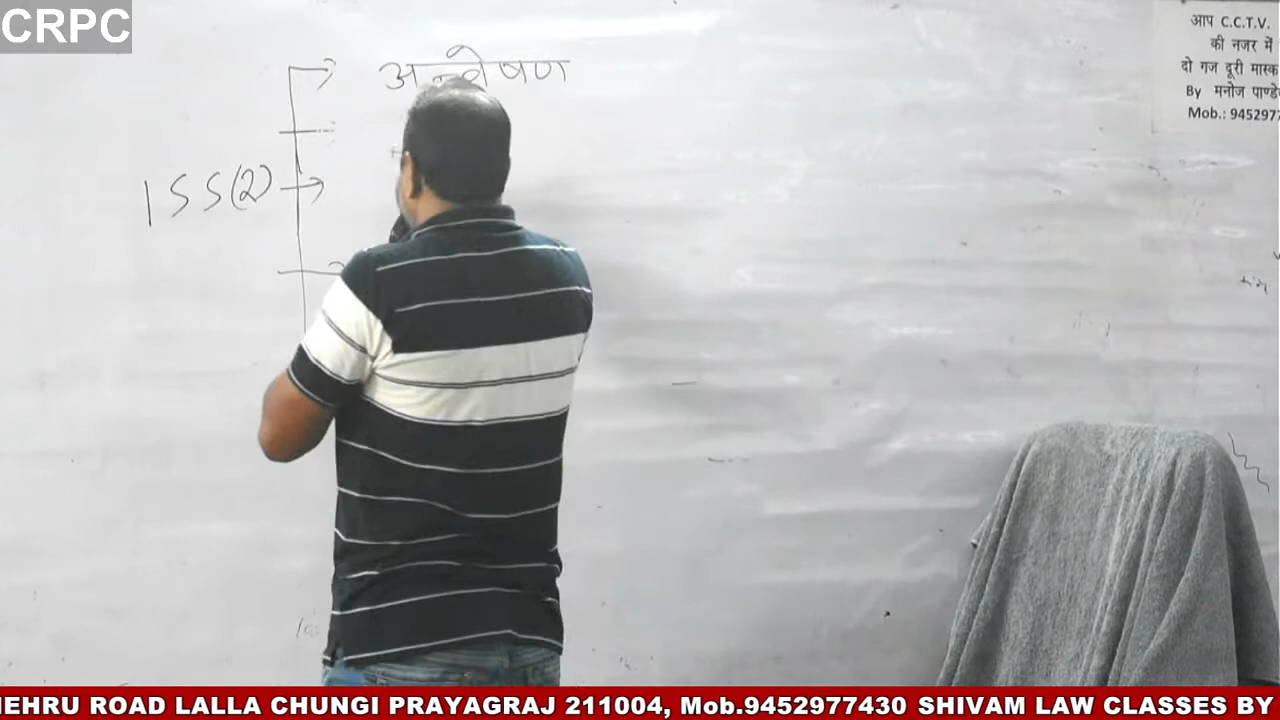 CRPC
आप C.C.T.V.
की नजर में
दो गज दूरी मास्क
By मनोज पाण्डे
Mob.: 945297
अन्वेषण
155(2)
NEHRU ROAD LALLA CHUNGI PRAYAGRAJ 211004, Mob.9452977430 SHIVAM LAW CLASSES BY